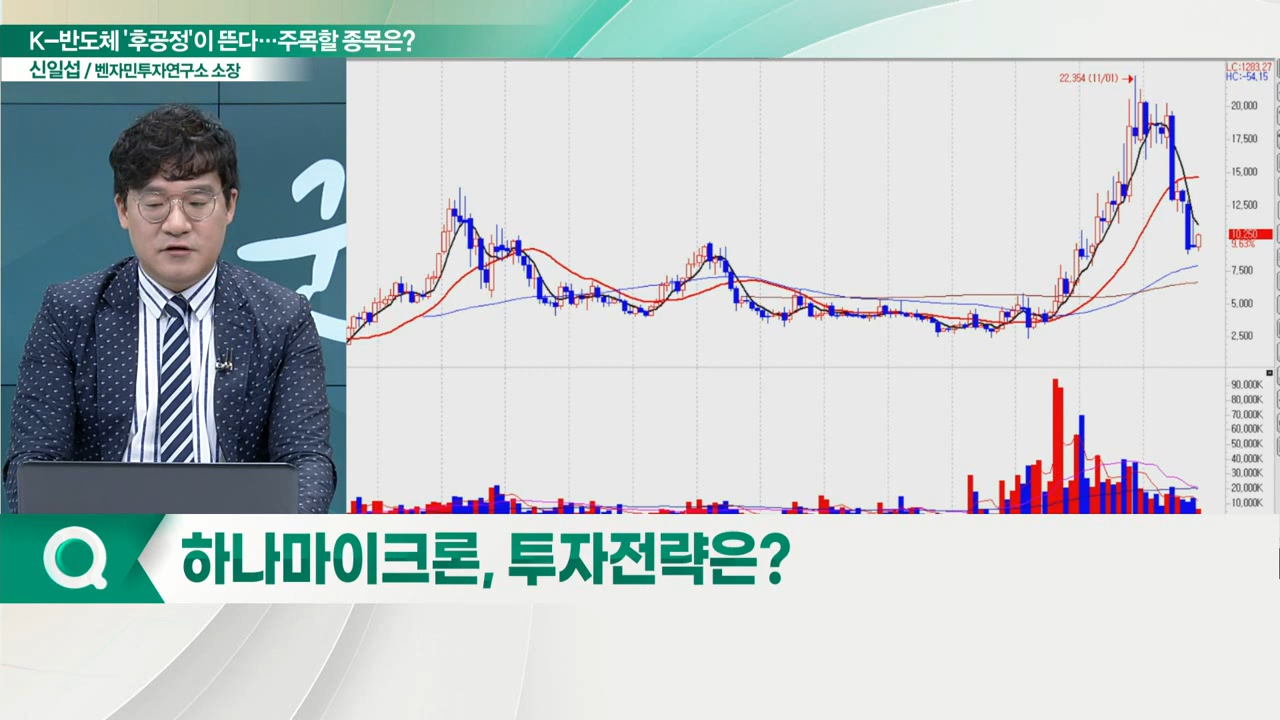 K-반도체 '후공정'이 뜬다…주목할 종목은?
신일섭 / 벤자민투자연구소 소장
LC:1283.27
HC:-54.15
22,354 (11/01)
20,000
17,500
15,000
12,500
10,250
9.63%
7,500
5,000
2,500
90,000K
80,000K
70,000K
60,000K
50,000K
40,000K
30,000K
20,000K
10,000K
하나마이크론, 투자전략은?